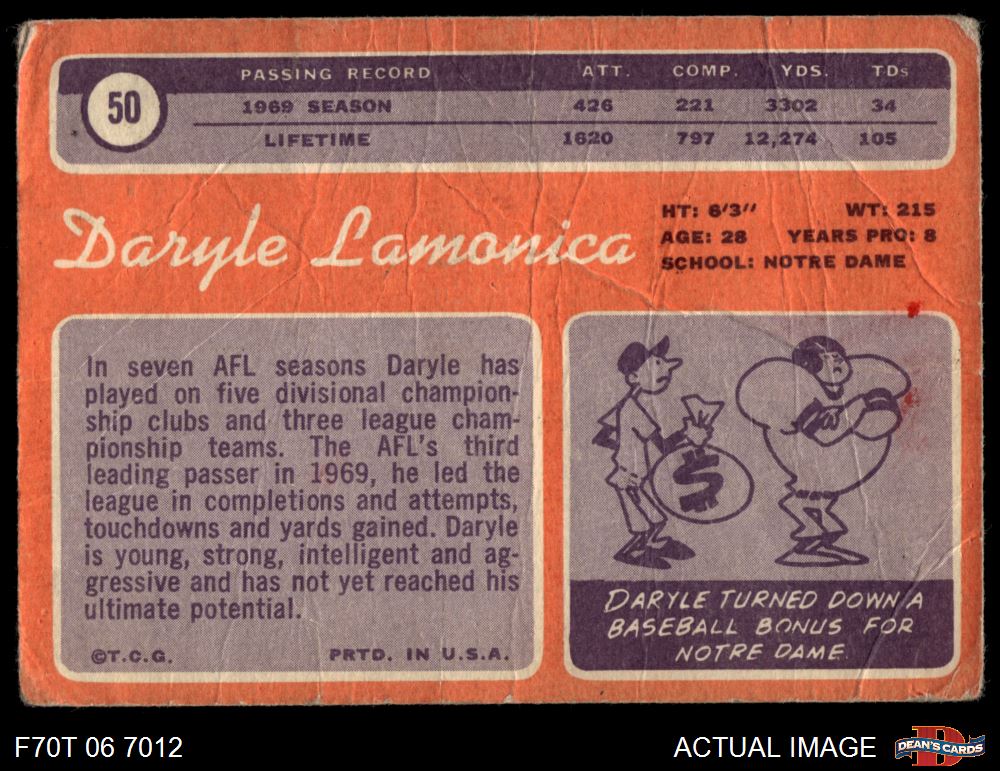 50
PASSING RECORD ATT. COMP. YDS. TDs
1969 SEASON 426 221 3302 34
LIFETIME 1620 797 12,274 105
Daryle Lamonica
HT: 6'3" WT: 215
AGE: 28 YEARS PRO: 8
SCHOOL: NOTRE DAME
In seven AFL seasons Daryle has
played on five divisional champion-
ship clubs and three league cham-
pionship teams. The AFL's third
leading passer in 1969, he led the
league in completions and attempts,
touchdowns and yards gained. Daryle
is young, strong, intelligent and ag-
gressive and has not yet reached his
ultimate potential.
©T.C.G. PRTD. IN U.S.A.
$
DARYLE TURNED DOWN A
BASEBALL BONUS FOR
NOTRE DAME.
F70T 06 7012
ACTUAL IMAGE
D
DEAN'S CARDS